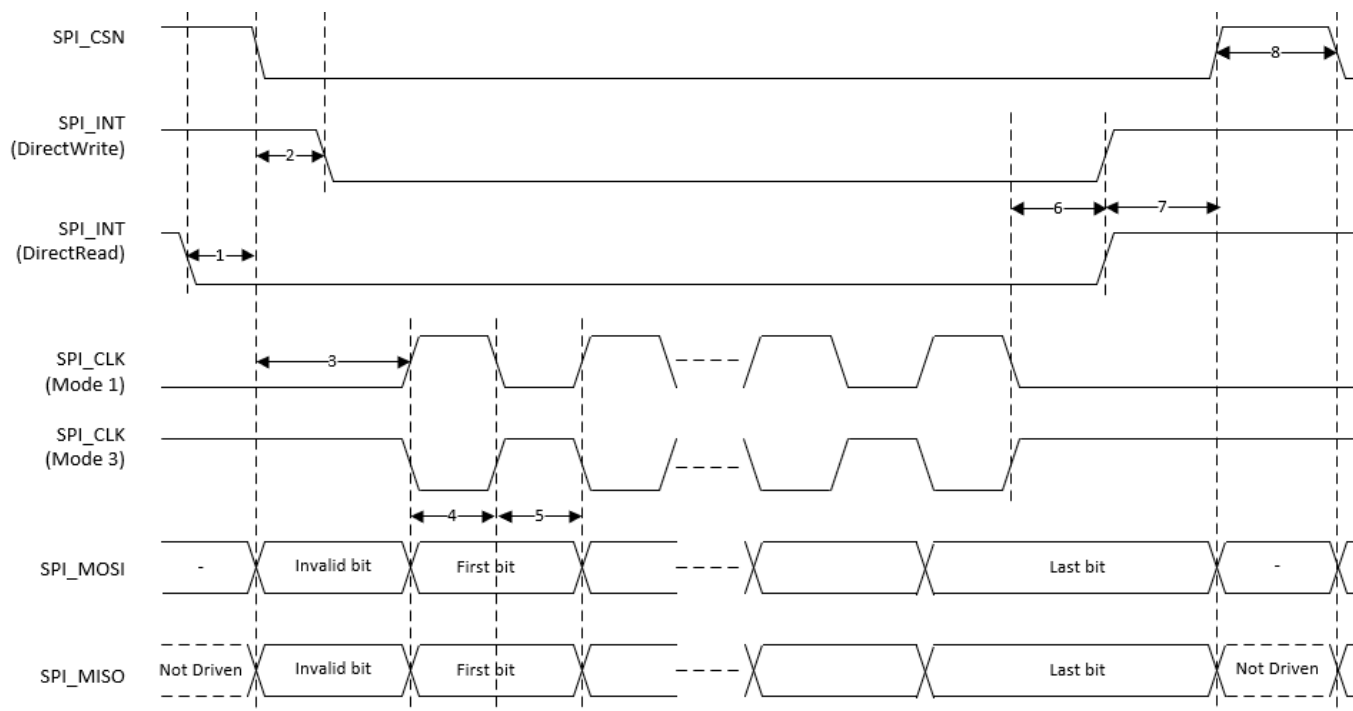 SPI_CSN
8
SPI_INT
(DirectWrite)
2
6
7
SPI_INT
(DirectRead)
1
SPI_CLK
(Mode 1)
3
SPI_CLK
(Mode 3)
4
5
SPI_MOSI
-
Invalid bit
First bit
Last bit
-
SPI_MISO
Not Driven
Invalid bit
First bit
Last bit
Not Driven